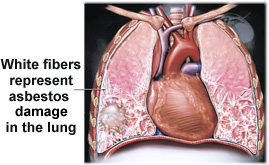 White fibers
represent
asbestos
damage
in the lung